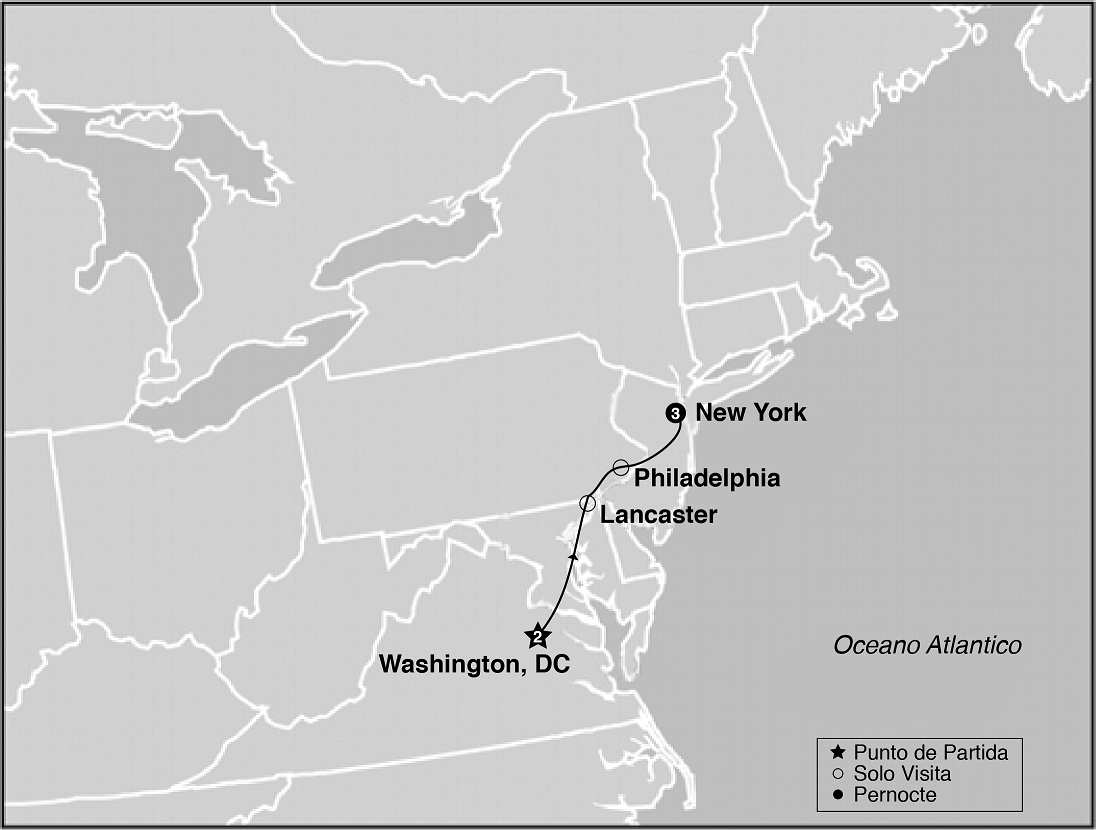 3 New York
Philadelphia
Lancaster
2
Washington, DC
Oceano Atlantico
Punto de Partida
Solo Visita
Pernocte